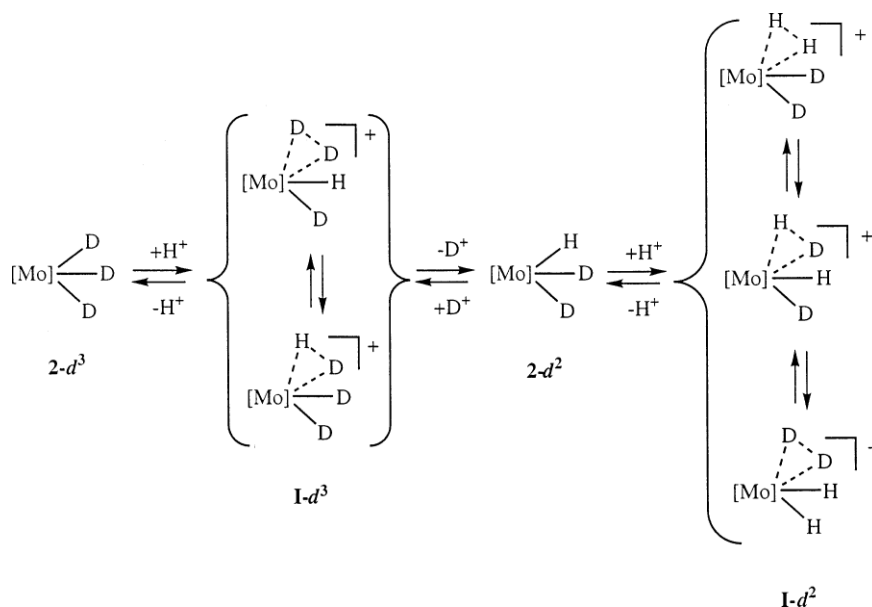 H
H
+
[Mo]
D
D
D
D
+
[Mo]
H
D
D
[Mo]
D
D
+H⁺
-H⁺
-D⁺
+D⁺
H
[Mo]
D
D
+H⁺
-H⁺
H
D
+
[Mo]
H
D
H
D
+
[Mo]
D
D
2-d³
2-d²
D
D
+
[Mo]
H
H
I-d³
I-d²